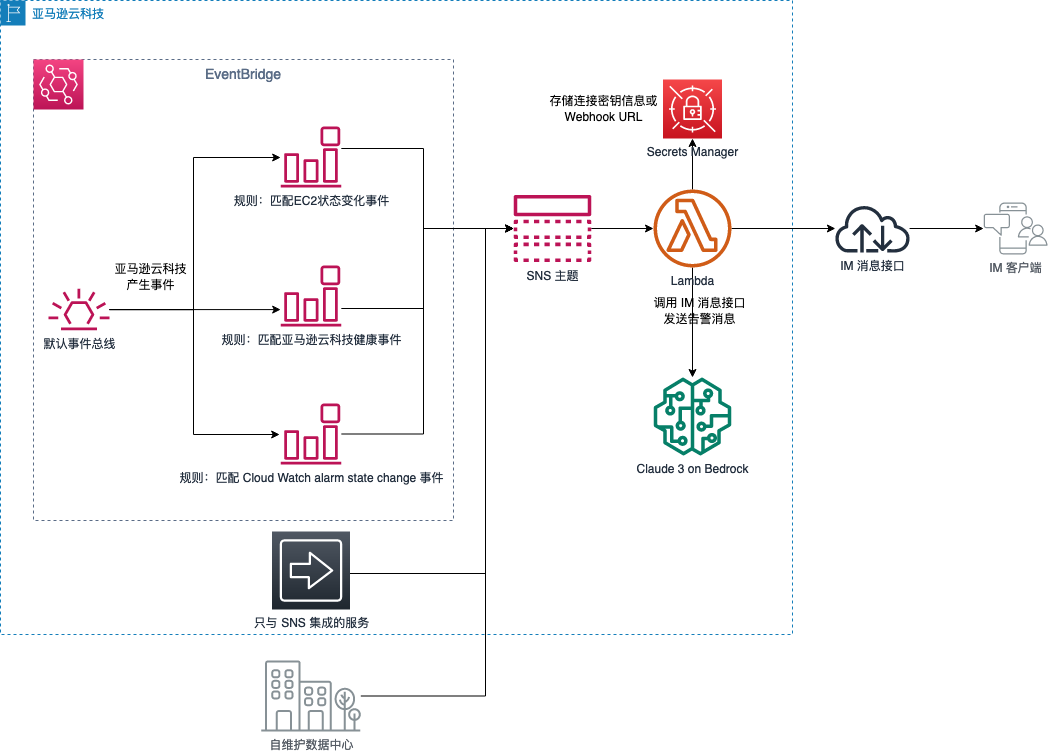 亚马逊云科技
EventBridge
存储连接密钥信息或
Webhook URL
Secrets Manager
规则：匹配EC2状态变化事件
亚马逊云科技
产生事件
默认事件总线
规则：匹配亚马逊云科技健康事件
SNS 主题
Lambda
调用 IM 消息接口
发送告警消息
IM 消息接口
IM 客户端
规则：匹配 Cloud Watch alarm state change 事件
Claude 3 on Bedrock
只与 SNS 集成的服务
自维护数据中心